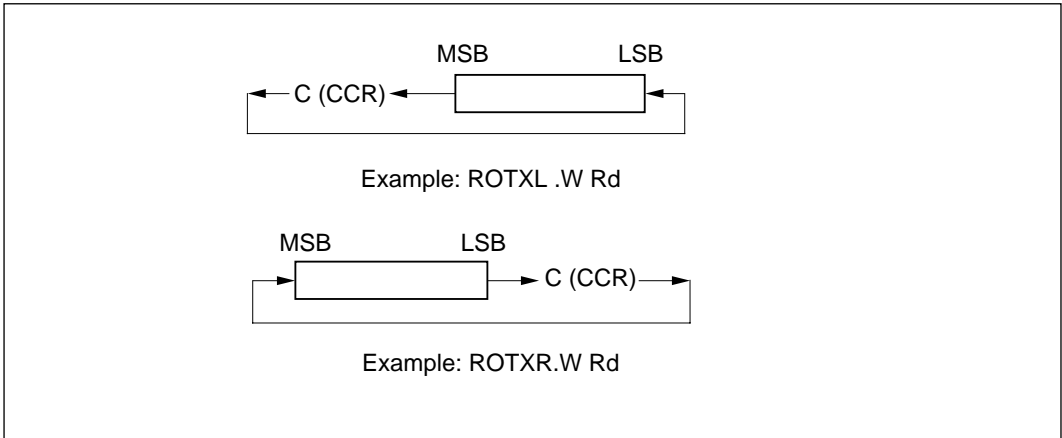 MSB LSB
C (CCR)
Example: ROTXL .W Rd
MSB LSB
C (CCR)
Example: ROTXR.W Rd